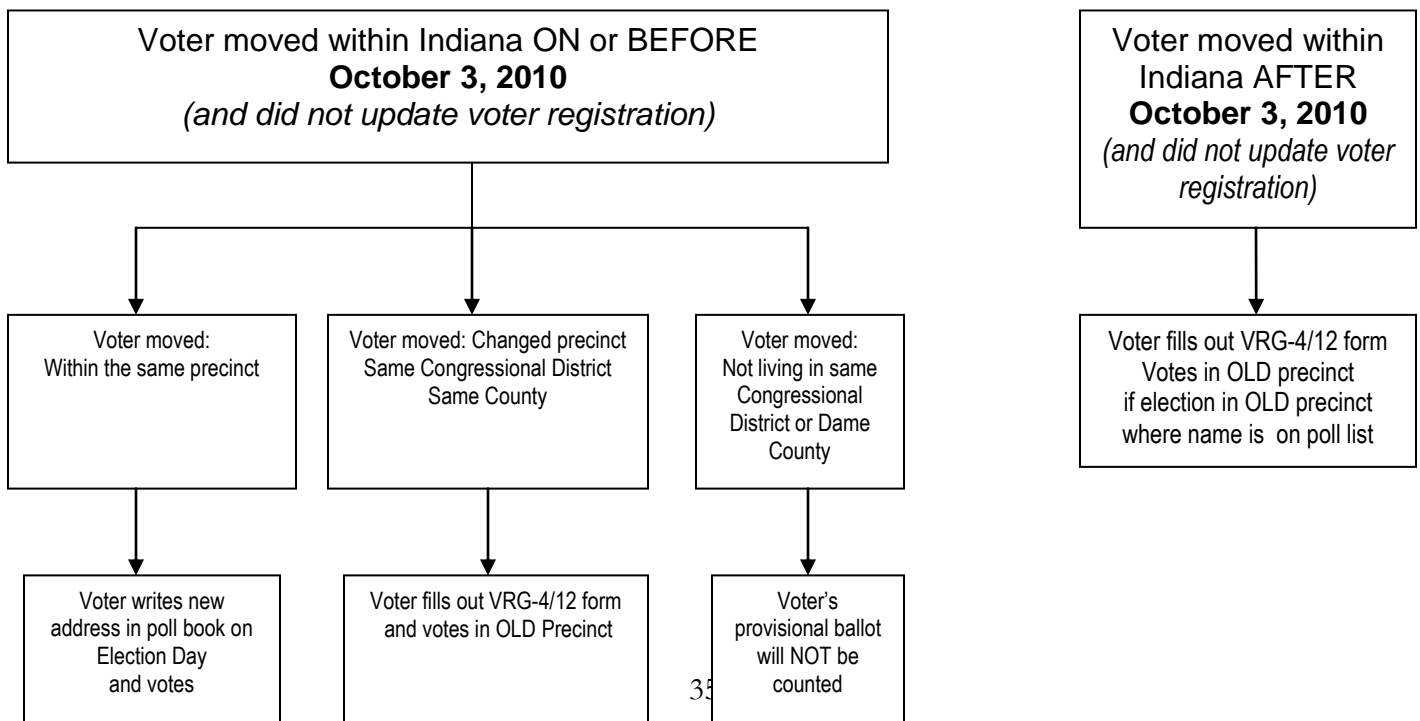 Voter moved within Indiana ON or BEFORE
October 3, 2010
(and did not update voter registration)
Voter moved within
Indiana AFTER
October 3, 2010
(and did not update voter
registration)
Voter moved:
Within the same precinct
Voter moved: Changed precinct
Same Congressional District
Same County
Voter moved:
Not living in same
Congressional
District or Dame
County
Voter fills out VRG-4/12 form
Votes in OLD precinct
if election in OLD precinct
where name is on poll list
Voter writes new
address in poll book on
Election Day
and votes
Voter fills out VRG-4/12 form
and votes in OLD Precinct
Voter's
provisional ballot
will NOT be
counted